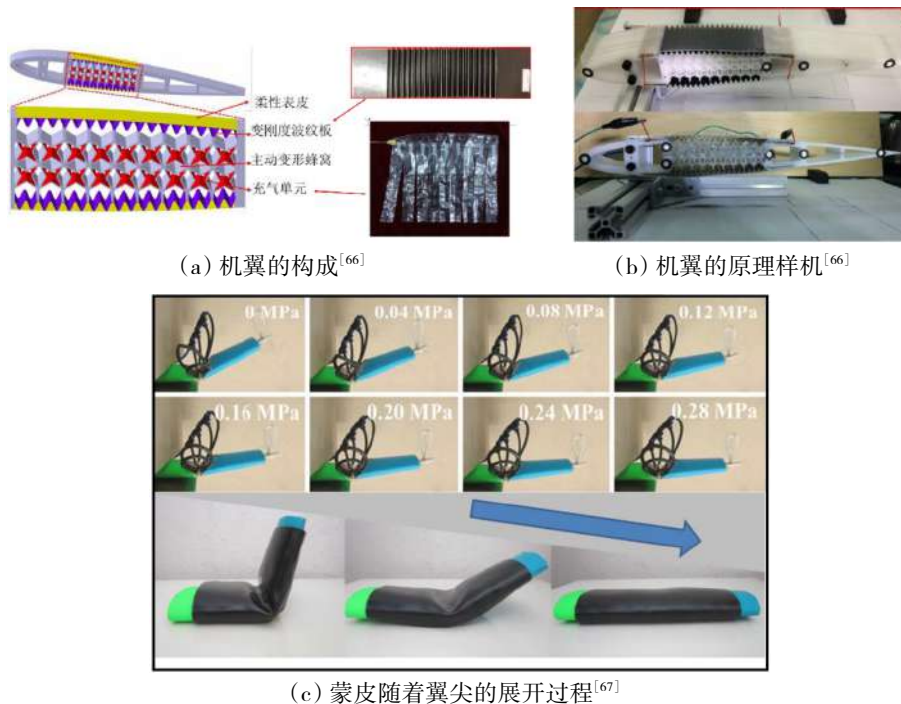 柔性表皮
变刚度波纹板
主动变形蜂窝
充气单元
(a) 机翼的构成[66]
(b) 机翼的原理样机[66]
0 MPa
0.04 MPa
0.08 MPa
0.12 MPa
0.16 MPa
0.20 MPa
0.24 MPa
0.28 MPa
(c) 蒙皮随着翼尖的展开过程[67]